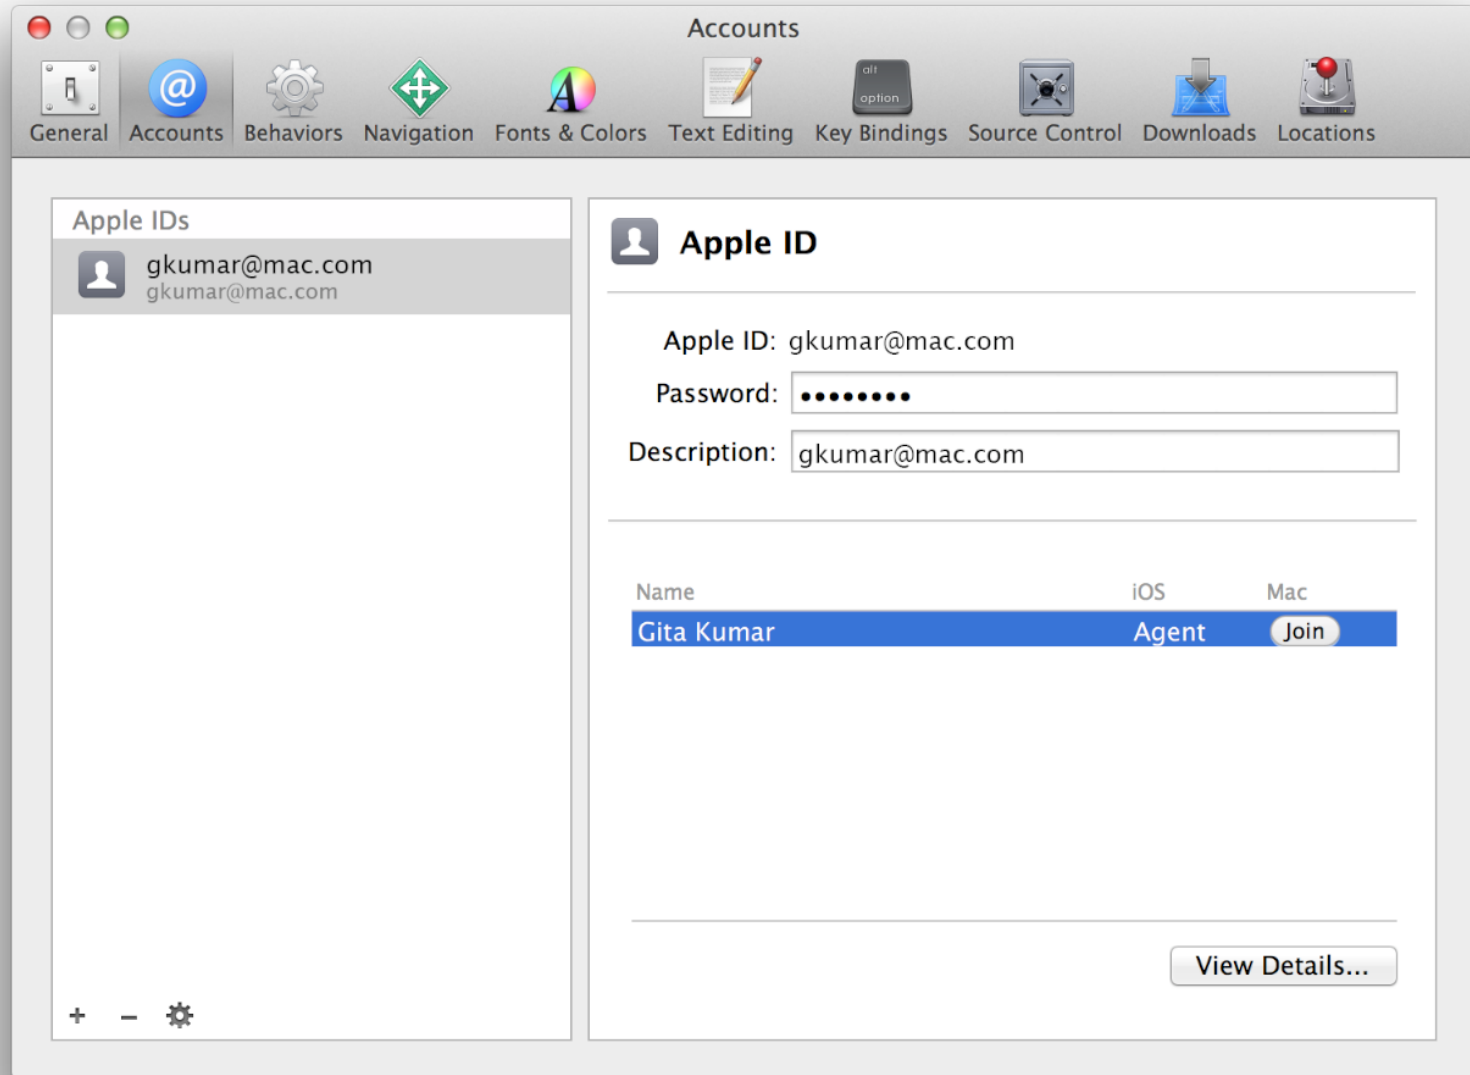 Accounts
General Accounts Behaviors Navigation Fonts & Colors Text Editing alt option Key Bindings Source Control Downloads Locations
Apple IDs
gkumar@mac.com
gkumar@mac.com
Apple ID
Apple ID: gkumar@mac.com
Password: ••••••••
Description: gkumar@mac.com
Name iOS Mac
Gita Kumar Agent Join
View Details...